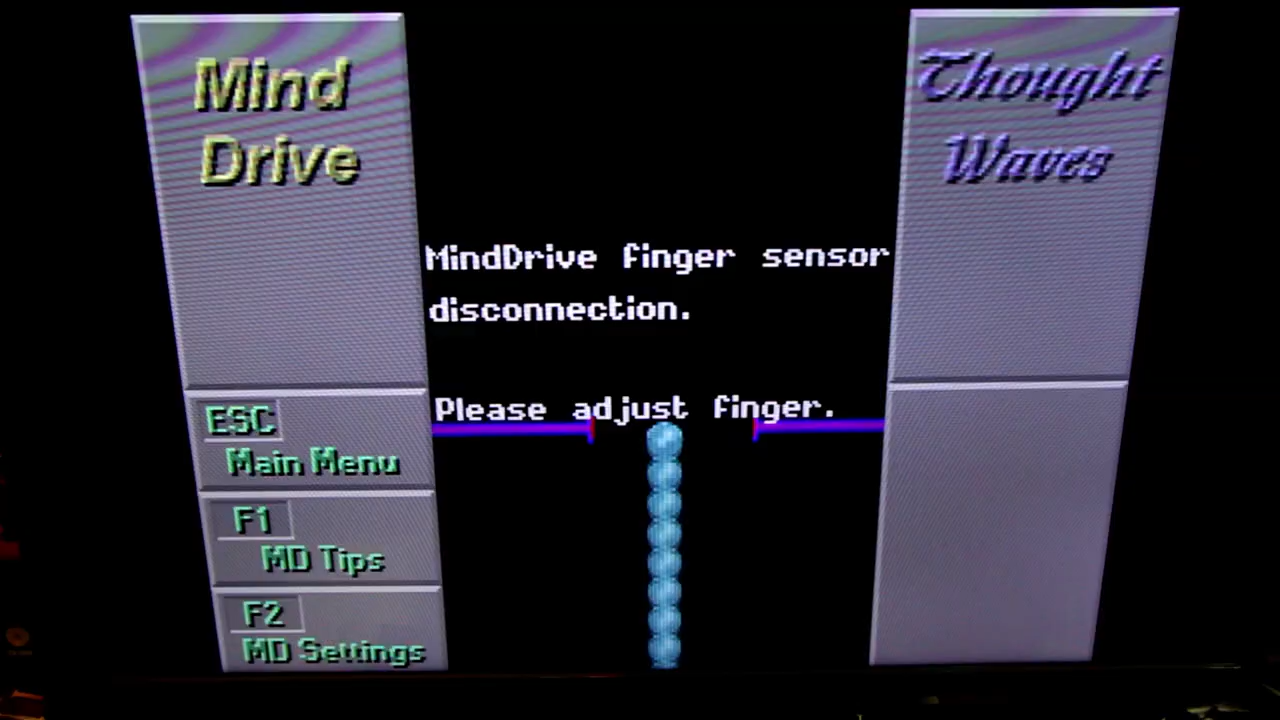 Mind
Drive
Thought
Waves
MindDrive finger sensor
disconnection.
Please adjust finger.
ESC
Main Menu
F1
MD Tips
F2
MD Settings